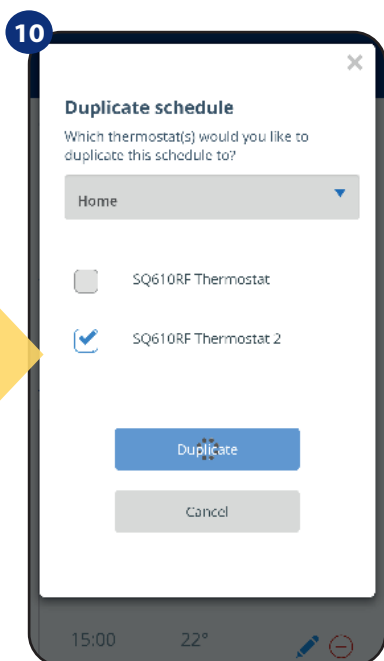 10
×
Duplicate schedule
Which thermostat(s) would you like to
duplicate this schedule to?
Home
SQ610RF Thermostat
SQ610RF Thermostat 2
Duplicate
Cancel
15:00 22°